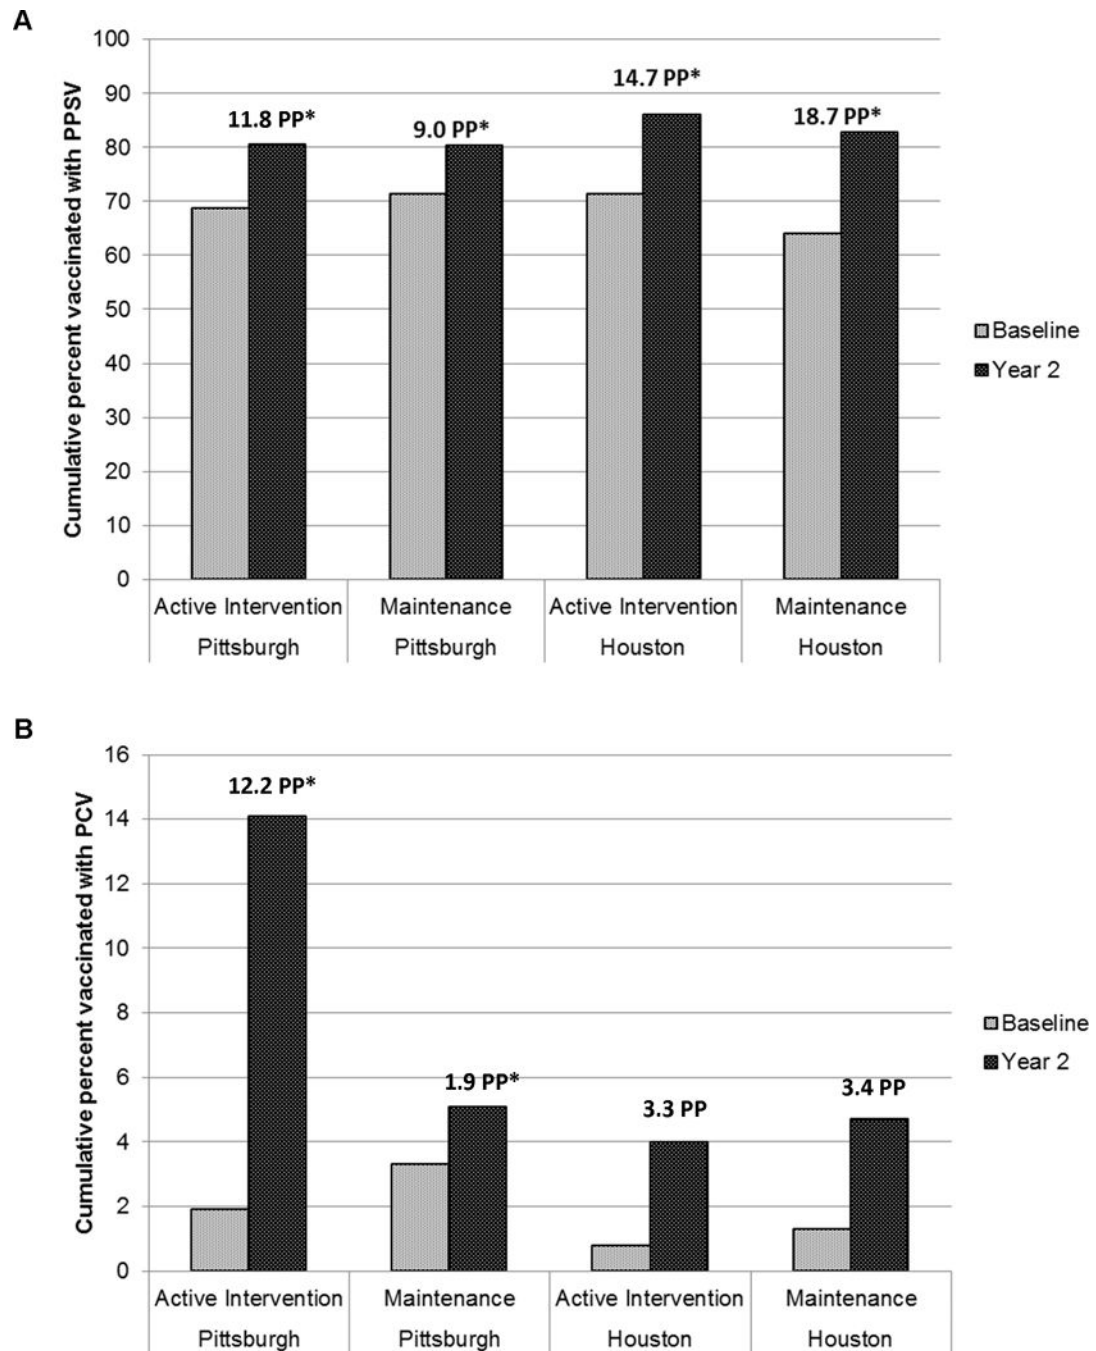 A
Cumulative percent vaccinated with PPSV
100
90
80
70
60
50
40
30
20
10
0
11.8 PP*
9.0 PP*
14.7 PP*
18.7 PP*
Baseline
Year 2
Active Intervention Maintenance Active Intervention Maintenance
Pittsburgh Pittsburgh Houston Houston
B
Cumulative percent vaccinated with PCV
16
14
12
10
8
6
4
2
0
12.2 PP*
1.9 PP*
3.3 PP
3.4 PP
Baseline
Year 2
Active Intervention Maintenance Active Intervention Maintenance
Pittsburgh Pittsburgh Houston Houston